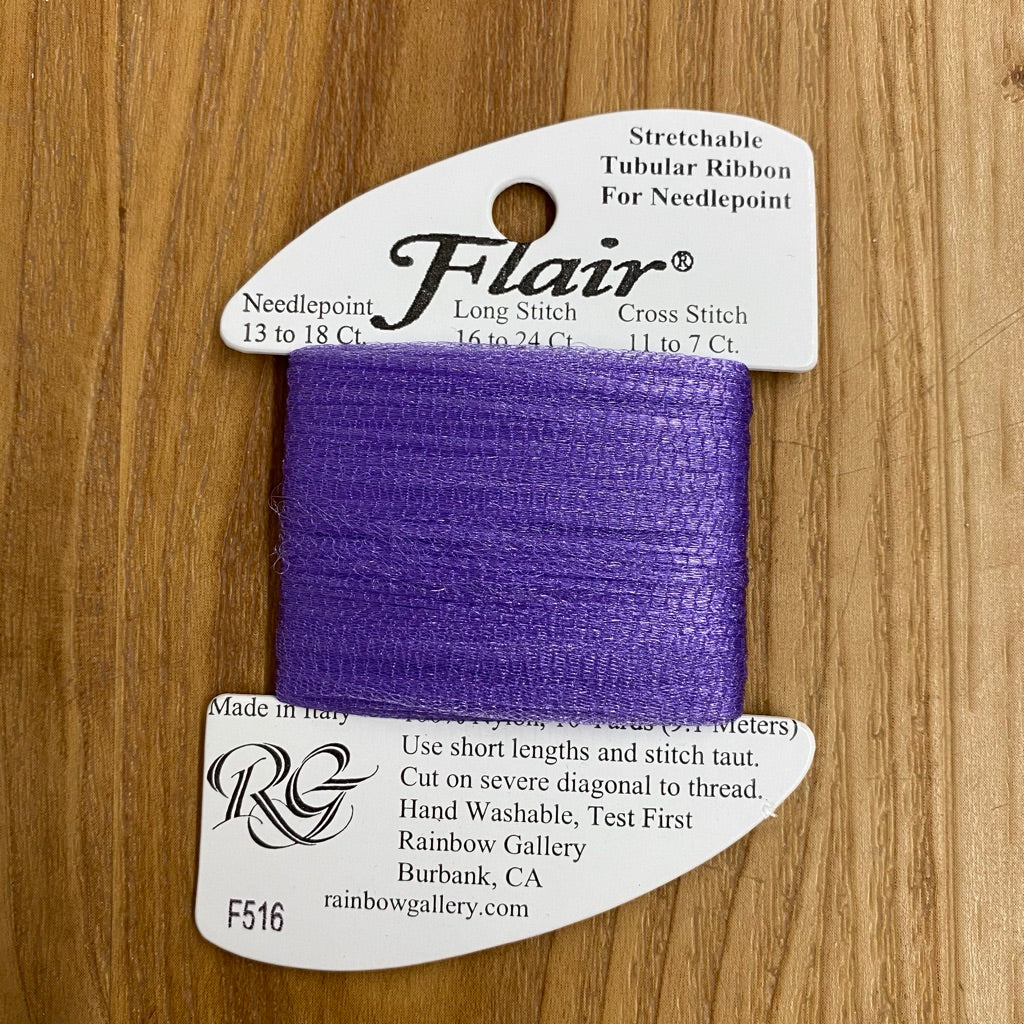 Stretchable
Tubular Ribbon
For Needlepoint
Flair®
Needlepoint Long Stitch Cross Stitch
13 to 18 Ct. 16 to 24 Ct. 11 to 7 Ct.
Made in Italy 100% Nylon, 10 Yards (9.1 Meters)
Use short lengths and stitch taut.
Cut on severe diagonal to thread.
Hand Washable, Test First
RG
Rainbow Gallery
Burbank, CA
rainbowgallery.com
F516